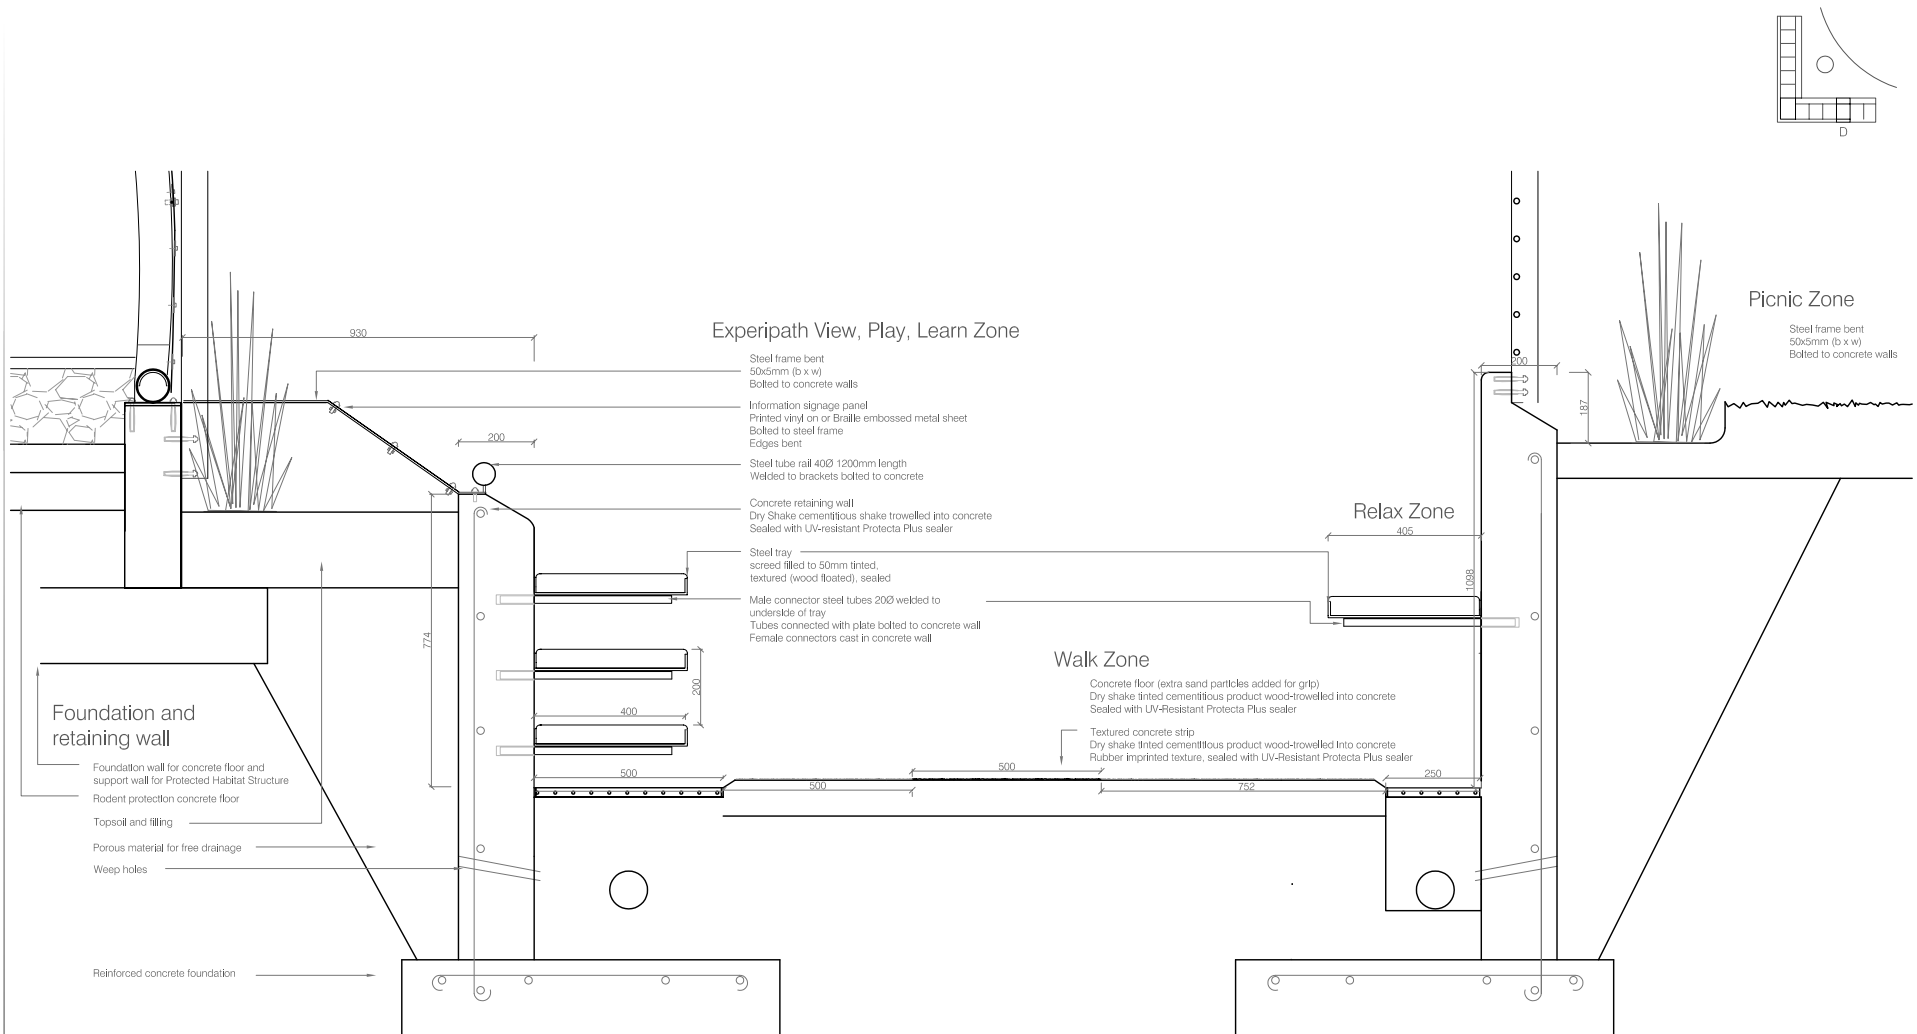 D
930
Experipath View, Play, Learn Zone
Steel frame bent
50x5mm (b x w)
Bolted to concrete walls
Information signage panel
Printed vinyl on or Braille embossed metal sheet
Bolted to steel frame
Edges bent
200
Steel tube rail 40Ø 1200mm length
Welded to brackets bolted to concrete
Concrete retaining wall
Dry Shake cementitious shake trowelled into concrete
Sealed with UV-resistant Protecta Plus sealer
Steel tray
screed filled to 50mm tinted,
textured (wood floated), sealed
Male connector steel tubes 20Ø welded to
underside of tray
Tubes connected with plate bolted to concrete wall
Female connectors cast in concrete wall
774
200
400
500
500
500
752
250
Picnic Zone
Steel frame bent
50x5mm (b x w)
Bolted to concrete walls
200
187
Relax Zone
405
1098
Walk Zone
Concrete floor (extra sand particles added for grip)
Dry shake tinted cementitious product wood-trowelled into concrete
Sealed with UV-Resistant Protecta Plus sealer
Textured concrete strip
Dry shake tinted cementitious product wood-trowelled into concrete
Rubber imprinted texture, sealed with UV-Resistant Protecta Plus sealer
Foundation and
retaining wall
Foundation wall for concrete floor and
support wall for Protected Habitat Structure
Rodent protection concrete floor
Topsoil and filling
Porous material for free drainage
Weep holes
Reinforced concrete foundation